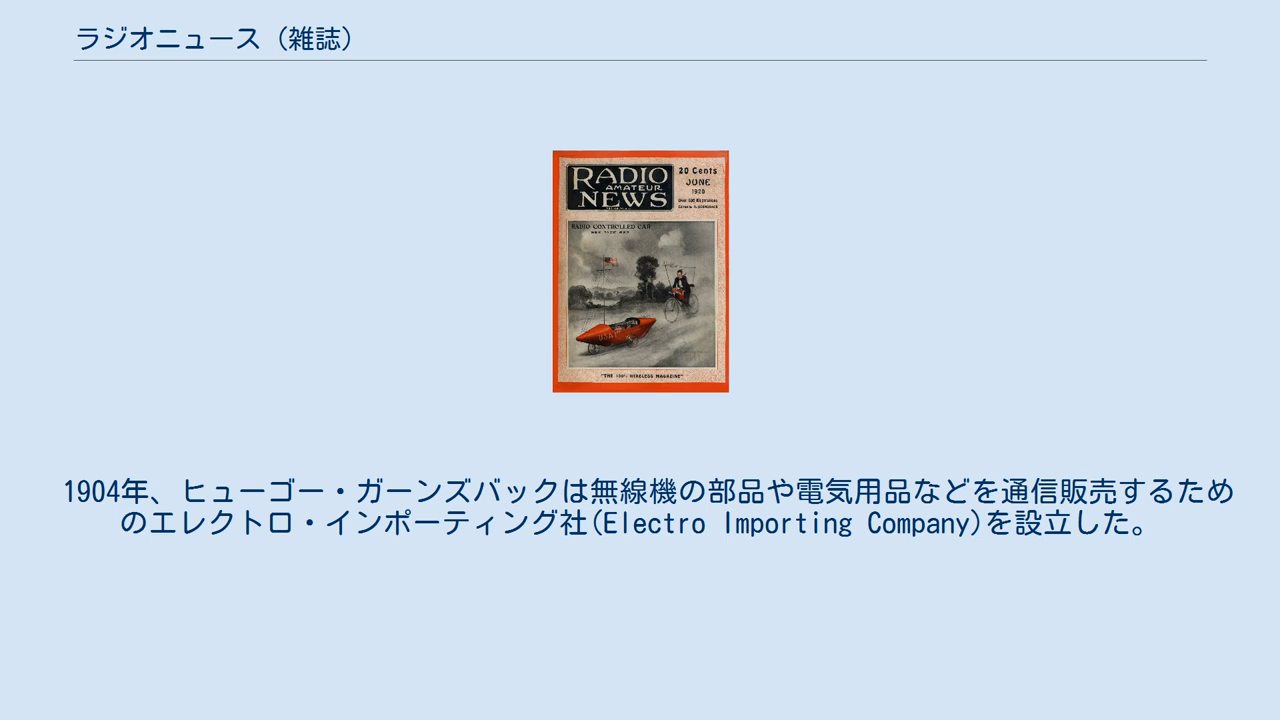 ラジオニュース（雑誌）
RADIO
AMATEUR
NEWS
20 Cents
JUNE
1920
Over 100 Illustrations
RADIO CONTROLLED CAR
"THE 100% WIRELESS MAGAZINE"
1904年、ヒューゴー・ガーンズバックは無線機の部品や電気用品などを通信販売するため
のエレクトロ・インポーティング社(Electro Importing Company)を設立した。